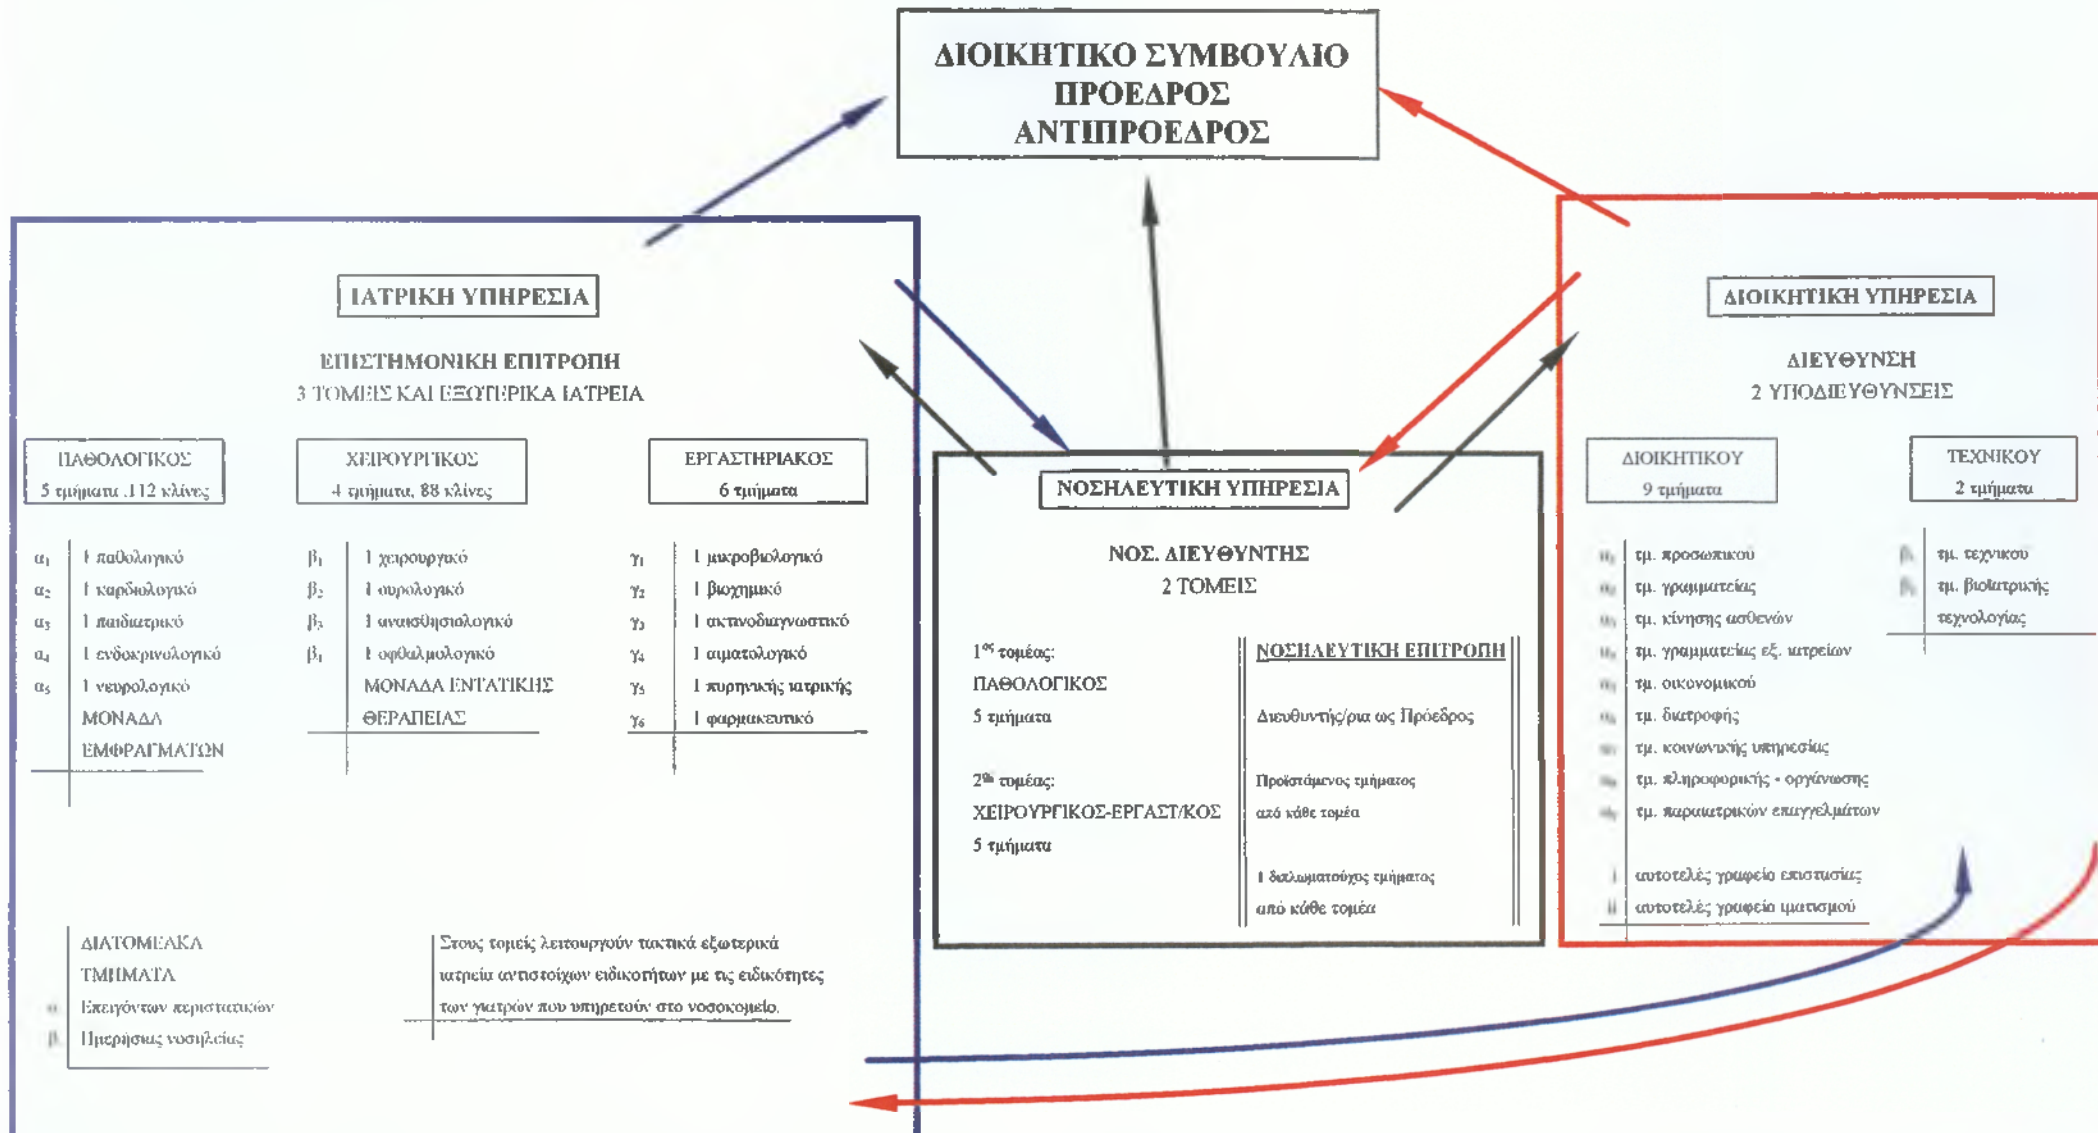 ΔΙΟΙΚΗΤΙΚΟ ΣΥΜΒΟΥΛΙΟ
ΠΡΟΕΔΡΟΣ
ΑΝΤΙΠΡΟΕΔΡΟΣ
ΙΑΤΡΙΚΗ ΥΠΗΡΕΣΙΑ
ΕΠΙΣΤΗΜΟΝΙΚΗ ΕΠΙΤΡΟΠΗ
3 ΤΟΜΕΙΣ ΚΑΙ ΕΞΩΤΕΡΙΚΑ ΙΑΤΡΕΙΑ
ΠΑΘΟΛΟΓΙΚΟΣ
5 τμήματα ,112 κλίνες
α₁ 1 παθολογικό
α₂ 1 καρδιολογικό
α₃ 1 παιδιατρικό
α₄ 1 ενδοκρινολογικό
α₅ 1 νευρολογικό
ΜΟΝΑΔΑ
ΕΜΦΡΑΓΜΑΤΩΝ
ΧΕΙΡΟΥΡΓΙΚΟΣ
4 τμήματα, 88 κλίνες
β₁ 1 χειρουργικό
β₂ 1 ουρολογικό
β₃ 1 αναισθησιολογικό
β₁ 1 οφθαλμολογικό
ΜΟΝΑΔΑ ΕΝΤΑΤΙΚΗΣ
ΘΕΡΑΠΕΙΑΣ
ΕΡΓΑΣΤΗΡΙΑΚΟΣ
6 τμήματα
γ₁ 1 μικροβιολογικό
γ₂ 1 βιοχημικό
γ₃ 1 ακτινοδιαγνωστικό
γ₄ 1 αιματολογικό
γ₅ 1 πυρηνικής ιατρικής
γ₆ 1 φαρμακευτικό
ΔΙΑΤΟΜΕΑΚΑ
ΤΜΗΜΑΤΑ
α. Επειγόντων περιστατικών
β. Ημερήσιας νοσηλείας
Στους τομείς λειτουργούν τακτικά εξωτερικά
ιατρεία αντιστοίχων ειδικοτήτων με τις ειδικότητες
των γιατρών που υπηρετούν στο νοσοκομείο.
ΝΟΣΗΛΕΥΤΙΚΗ ΥΠΗΡΕΣΙΑ
ΝΟΣ. ΔΙΕΥΘΥΝΤΗΣ
2 ΤΟΜΕΙΣ
1ος τομέας:
ΠΑΘΟΛΟΓΙΚΟΣ
5 τμήματα
2ος τομέας:
ΧΕΙΡΟΥΡΓΙΚΟΣ-ΕΡΓΑΣΤ/ΚΟΣ
5 τμήματα
ΝΟΣΗΛΕΥΤΙΚΗ ΕΠΙΤΡΟΠΗ
Διευθυντής/ρια ως Πρόεδρος
Προϊστάμενος τμήματος
από κάθε τομέα
1 διπλωματούχος τμήματος
από κάθε τομέα
ΔΙΟΙΚΗΤΙΚΗ ΥΠΗΡΕΣΙΑ
ΔΙΕΥΘΥΝΣΗ
2 ΥΠΟΔΙΕΥΘΥΝΣΕΙΣ
ΔΙΟΙΚΗΤΙΚΟΥ
9 τμήματα
τμ. προσωπικού
τμ. γραμματείας
τμ. κίνησης ασθενών
τμ. γραμματείας εξ. ιατρείων
τμ. οικονομικού
τμ. διατροφής
τμ. κοινωνικής υπηρεσίας
τμ. πληροφορικής - οργάνωσης
τμ. παραιατρικών επαγγελμάτων
i αυτοτελές γραφείο επιστασίας
ii αυτοτελές γραφείο ιματισμού
ΤΕΧΝΙΚΟΥ
2 τμήματα
τμ. τεχνικου
τμ. βιοϊατρικής
τεχνολογίας